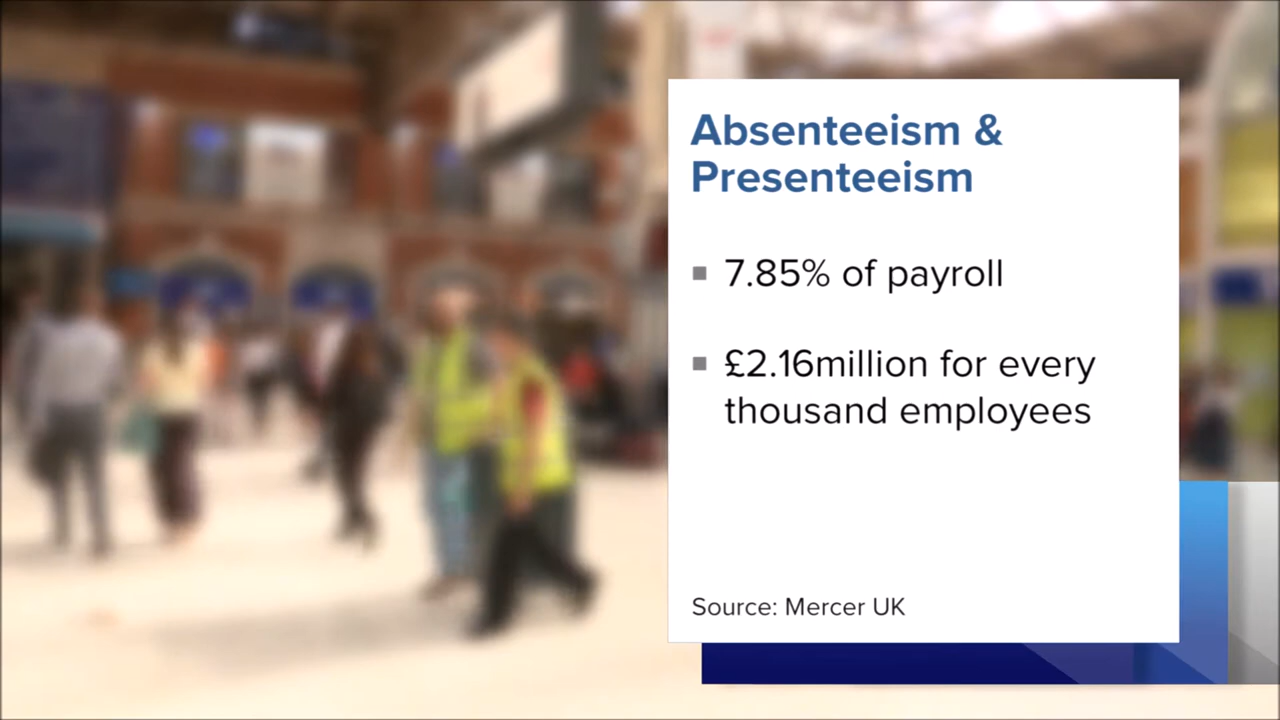 Absenteeism &
Presenteeism
7.85% of payroll
£2.16million for every
thousand employees
Source: Mercer UK